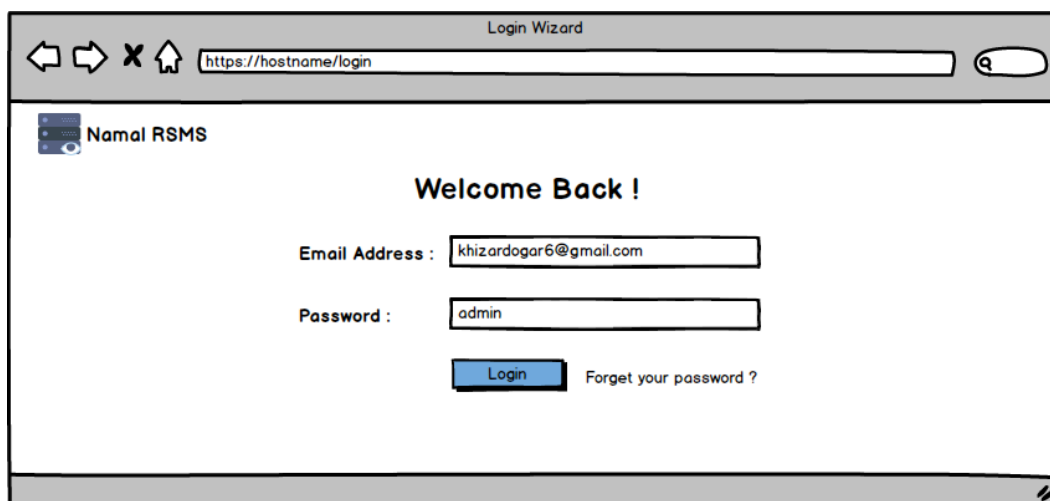 Login Wizard
https://hostname/login
Namal RSMS
Welcome Back !
Email Address : khizardogar6@gmail.com
Password : admin
Login Forget your password ?